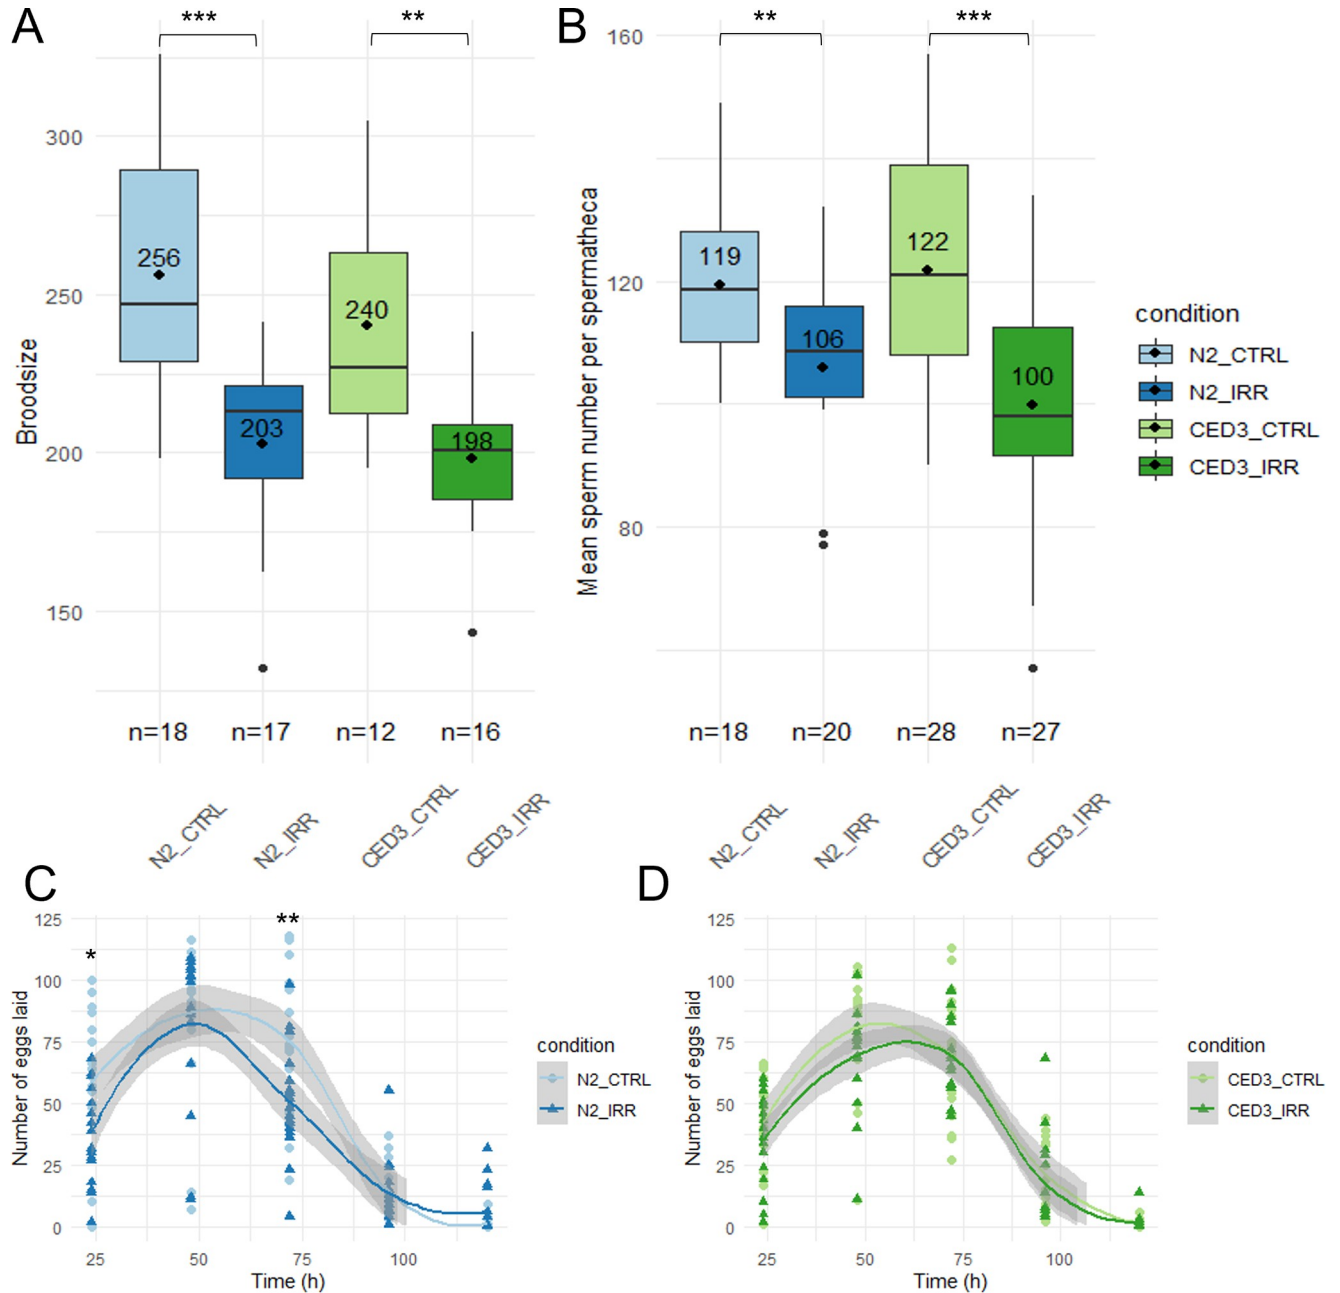 A
*** **
Broodsize
300
250
200
150
256
203
240
198
n=18 n=17 n=12 n=16
N2_CTRL N2_IRR CED3_CTRL CED3_IRR
B
** ***
Mean sperm number per spermatheca
160
120
80
119
106
122
100
n=18 n=20 n=28 n=27
N2_CTRL N2_IRR CED3_CTRL CED3_IRR
condition
N2_CTRL
N2_IRR
CED3_CTRL
CED3_IRR
C
* **
Number of eggs laid
125
100
75
50
25
0
25 50 75 100
Time (h)
condition
N2_CTRL
N2_IRR
D
Number of eggs laid
125
100
75
50
25
0
25 50 75 100
Time (h)
condition
CED3_CTRL
CED3_IRR